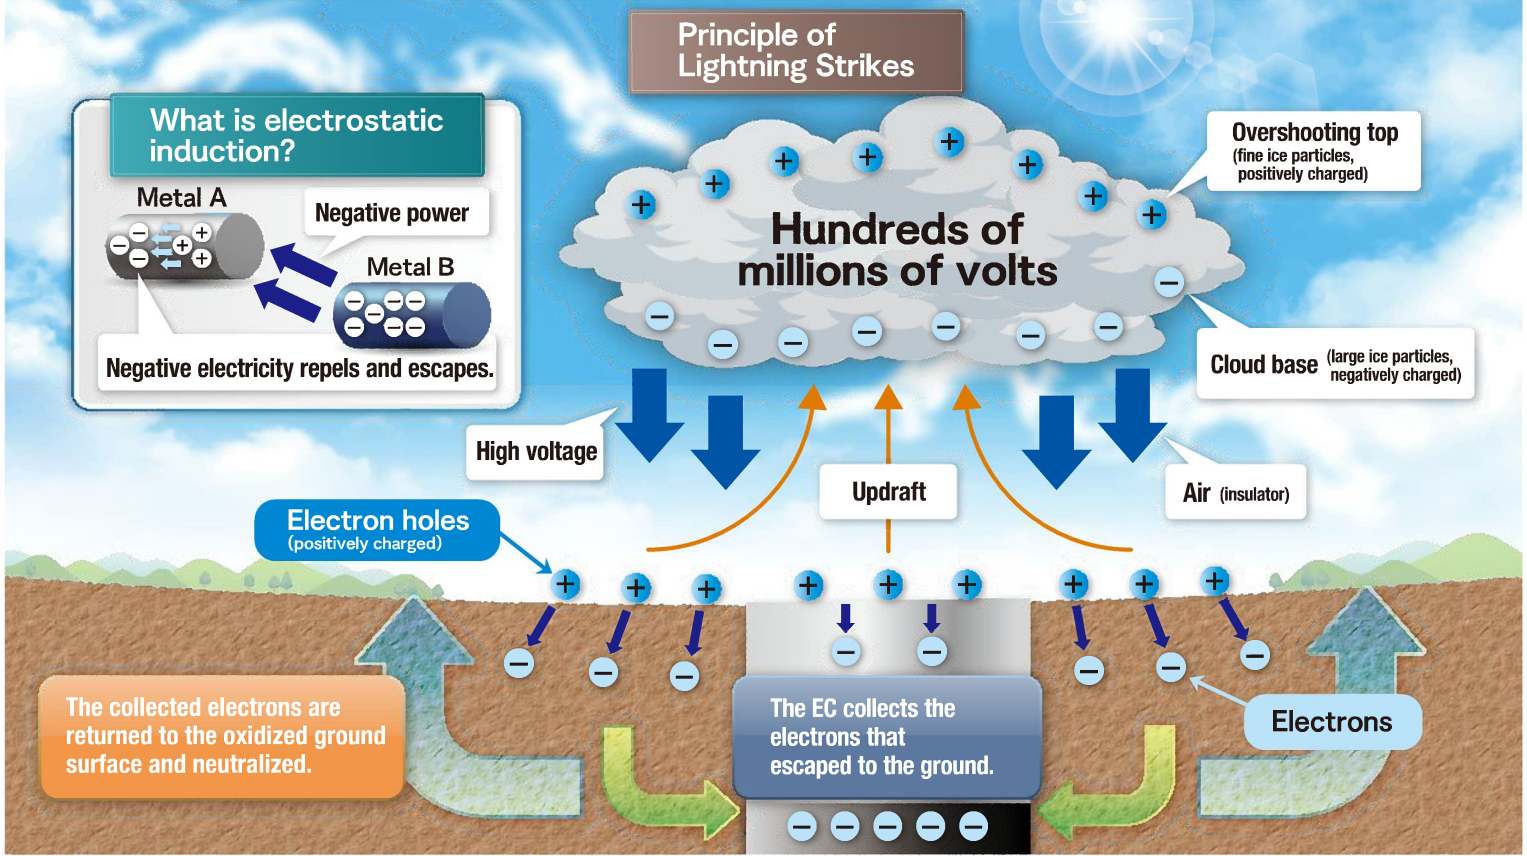 Principle of
Lightning Strikes
What is electrostatic
induction?
Metal A
Negative power
Metal B
Negative electricity repels and escapes.
Overshooting top
(fine ice particles,
positively charged)
Hundreds of
millions of volts
Cloud base (large ice particles,
negatively charged)
High voltage
Updraft
Air (insulator)
Electron holes
(positively charged)
The collected electrons are
returned to the oxidized ground
surface and neutralized.
The EC collects the
electrons that
escaped to the ground.
Electrons